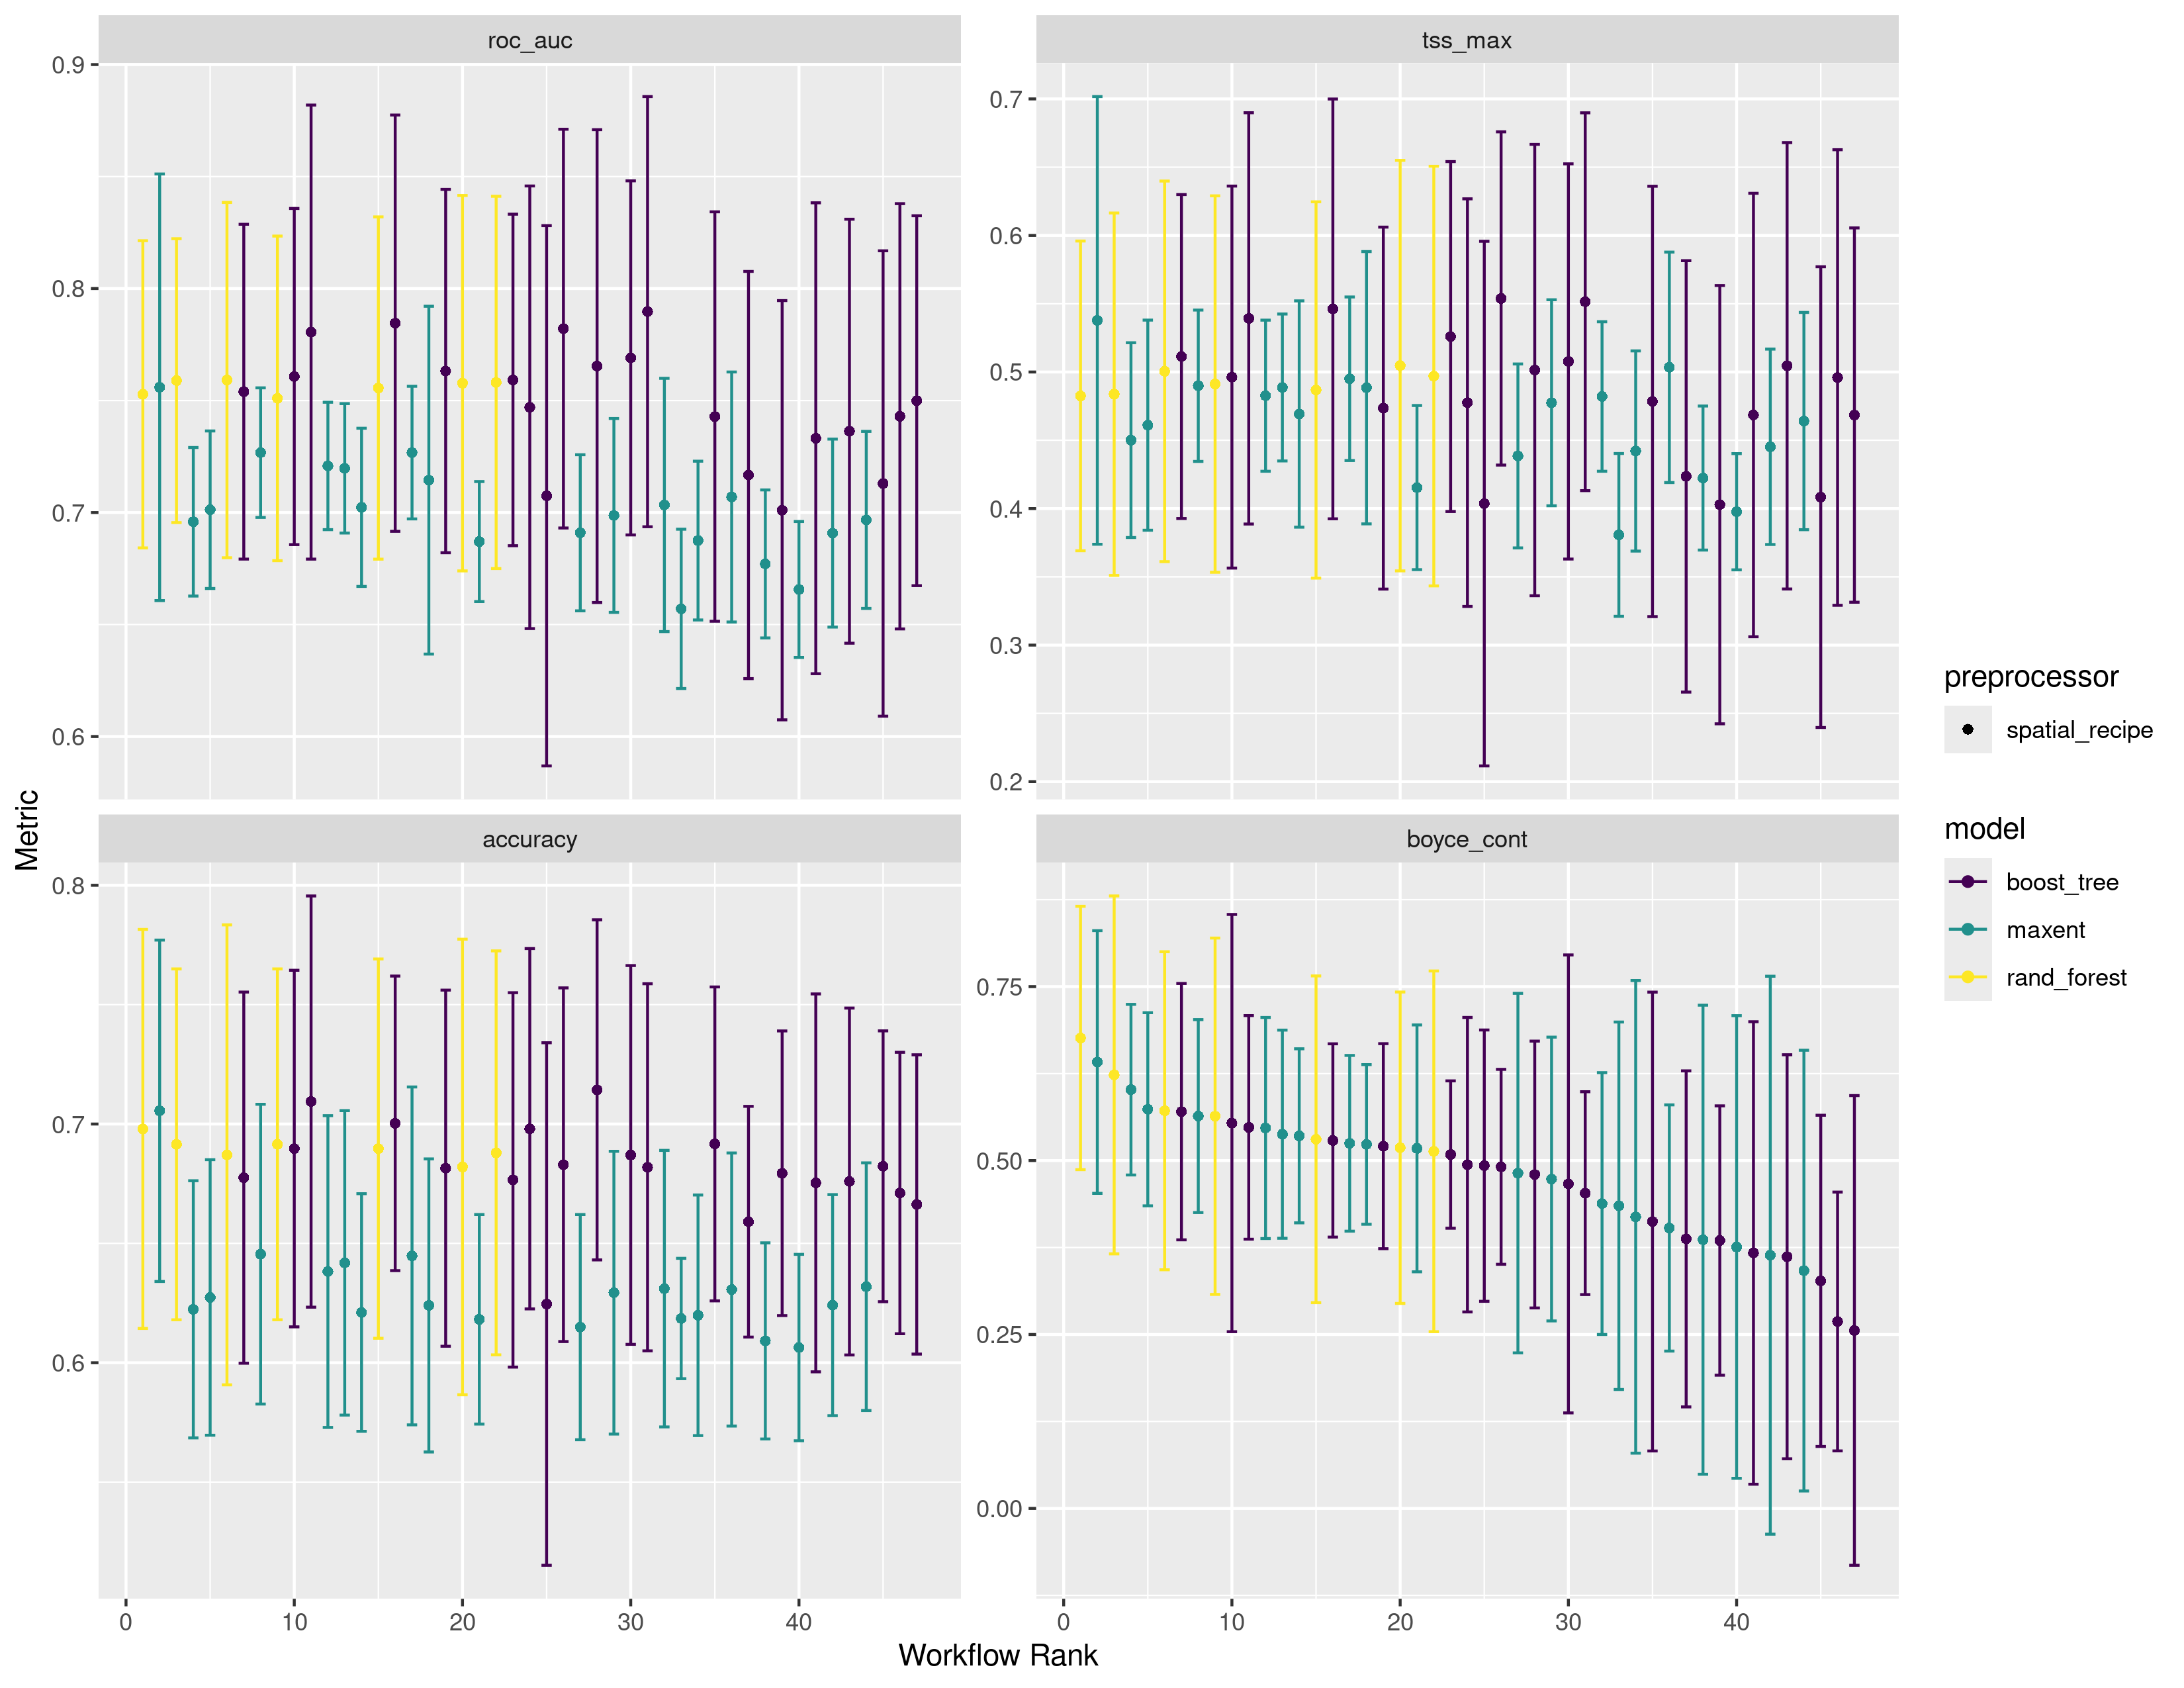 roc_auc
tss_max
0.9
0.8
0.7
0.6
0.7
0.6
0.5
0.4
0.3
0.2
accuracy
boyce_cont
0.8
0.7
0.6
0.75
0.50
0.25
0.00
0 10 20 30 40
0 10 20 30 40
Workflow Rank
Metric
preprocessor
spatial_recipe
model
boost_tree
maxent
rand_forest